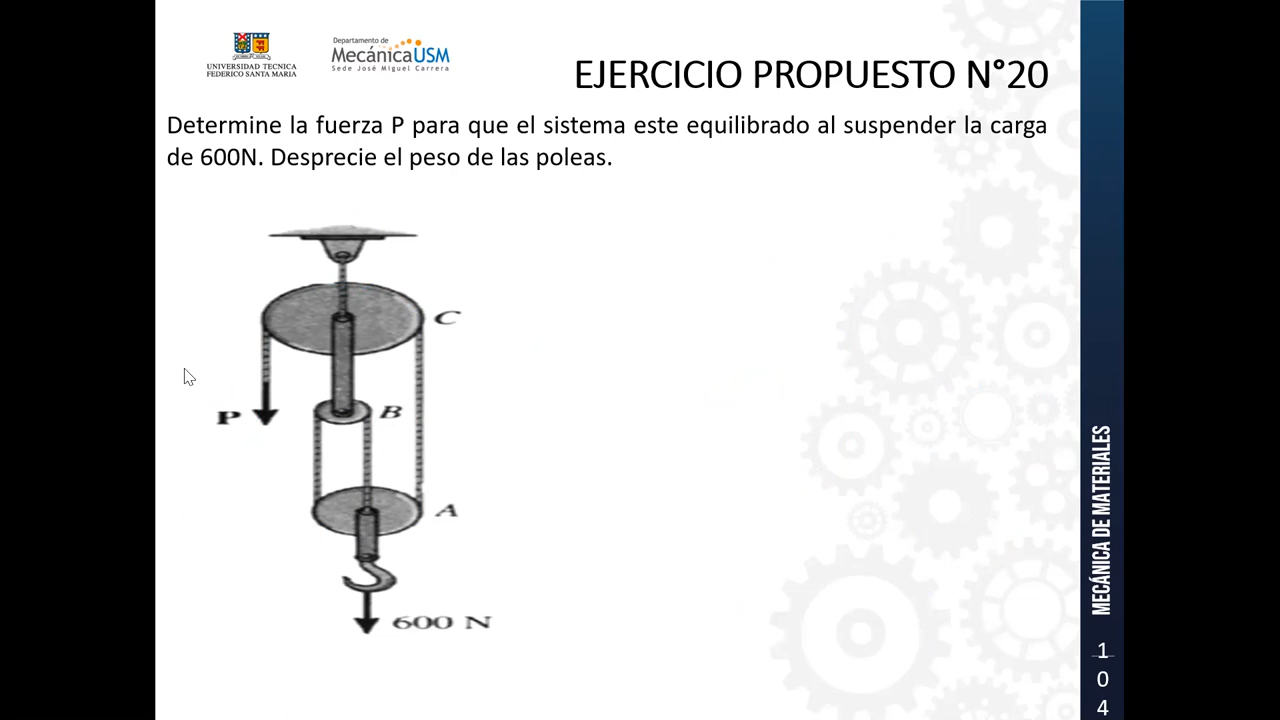 UNIVERSIDAD TECNICA
FEDERICO SANTA MARIA
Departamento de
MecánicaUSM
Sede José Miguel Carrera
EJERCICIO PROPUESTO N°20
Determine la fuerza P para que el sistema este equilibrado al suspender la carga
de 600N. Desprecie el peso de las poleas.
C
P
B
A
600 N
MECÁNICA DE MATERIALES
1
0
4